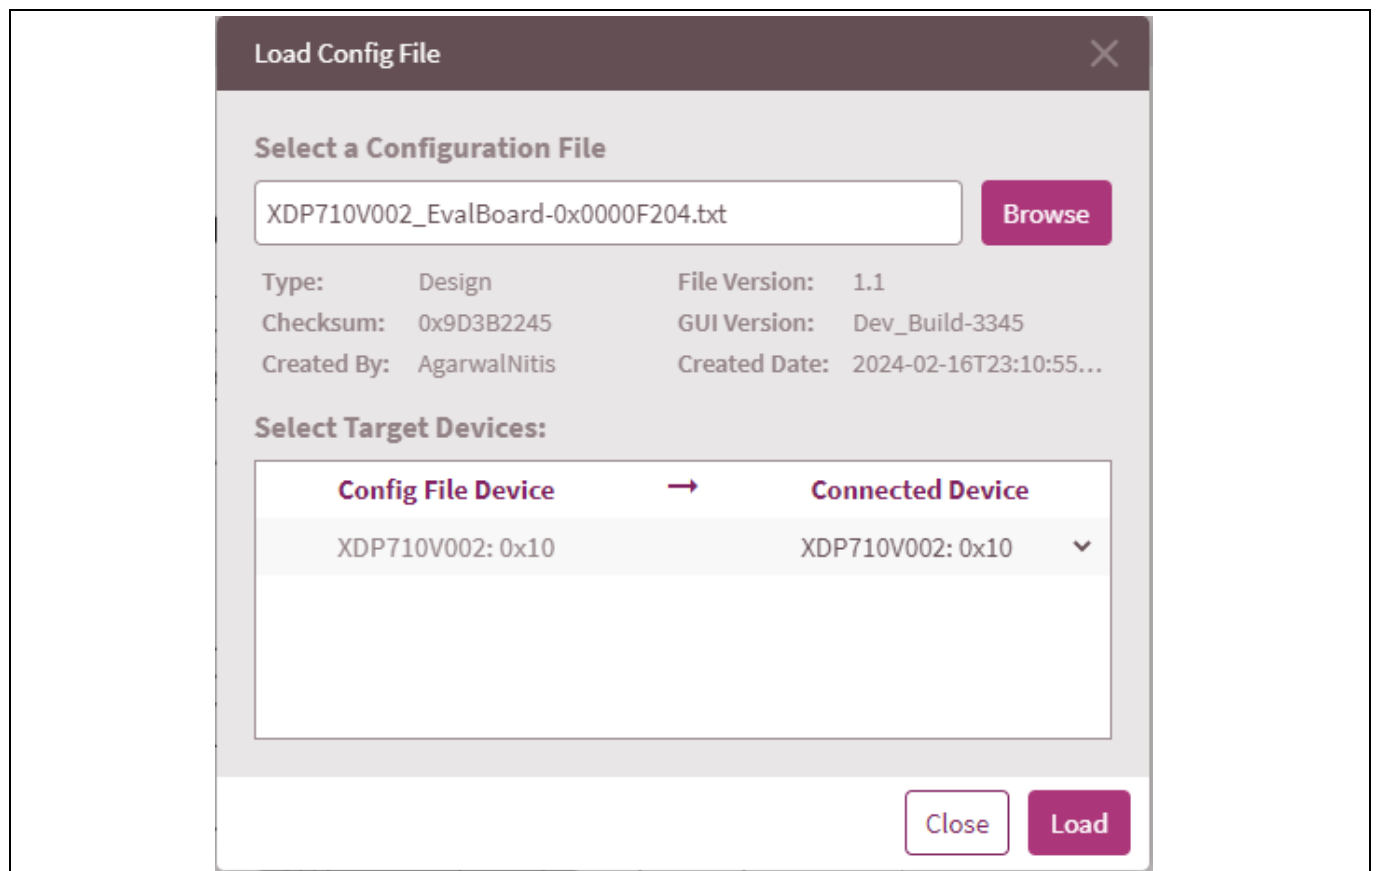 Load Config File
Select a Configuration File
XDP710V002_EvalBoard-0x0000F204.txt Browse
Type: Design File Version: 1.1
Checksum: 0x9D3B2245 GUI Version: Dev_Build-3345
Created By: AgarwalNitis Created Date: 2024-02-16T23:10:55...
Select Target Devices:
Config File Device → Connected Device
XDP710V002: 0x10 XDP710V002: 0x10
Close Load